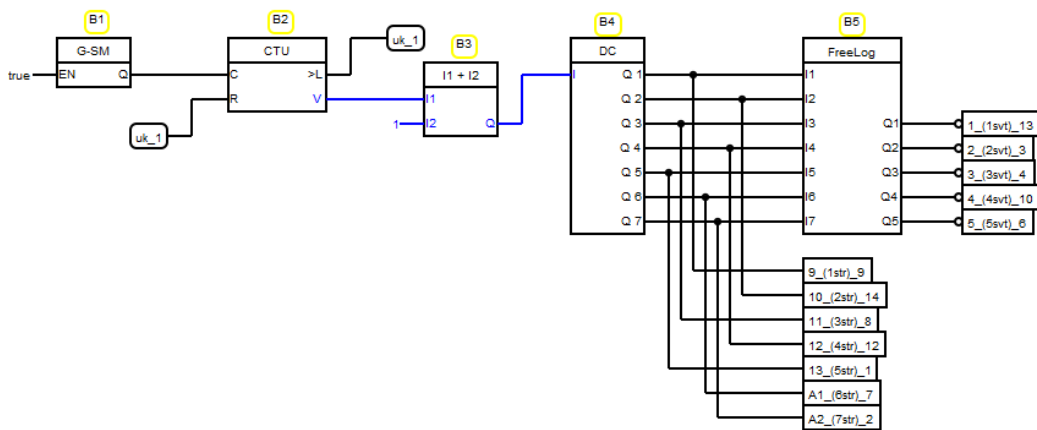 B1
B2
B3
B4
B5
G-SM
true
EN
Q
CTU
C
>L
R
V
uk_1
uk_1
I1 + I2
I1
1
I2
Q
DC
I
Q 1
Q 2
Q 3
Q 4
Q 5
Q 6
Q 7
FreeLog
I1
I2
I3
Q1
I4
Q2
I5
Q3
I6
Q4
I7
Q5
1_(1svt)_13
2_(2svt)_3
3_(3svt)_4
4_(4svt)_10
5_(5svt)_6
9_(1str)_9
10_(2str)_14
11_(3str)_8
12_(4str)_12
13_(5str)_1
A1_(6str)_7
A2_(7str)_2